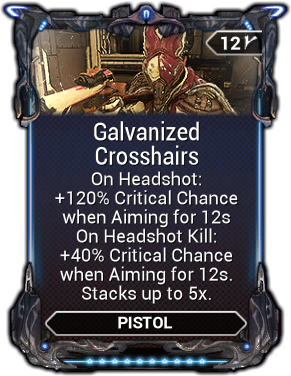 12
Galvanized
Crosshairs
On Headshot:
+120% Critical Chance
when Aiming for 12s
On Headshot Kill:
+40% Critical Chance
when Aiming for 12s.
Stacks up to 5x.
PISTOL